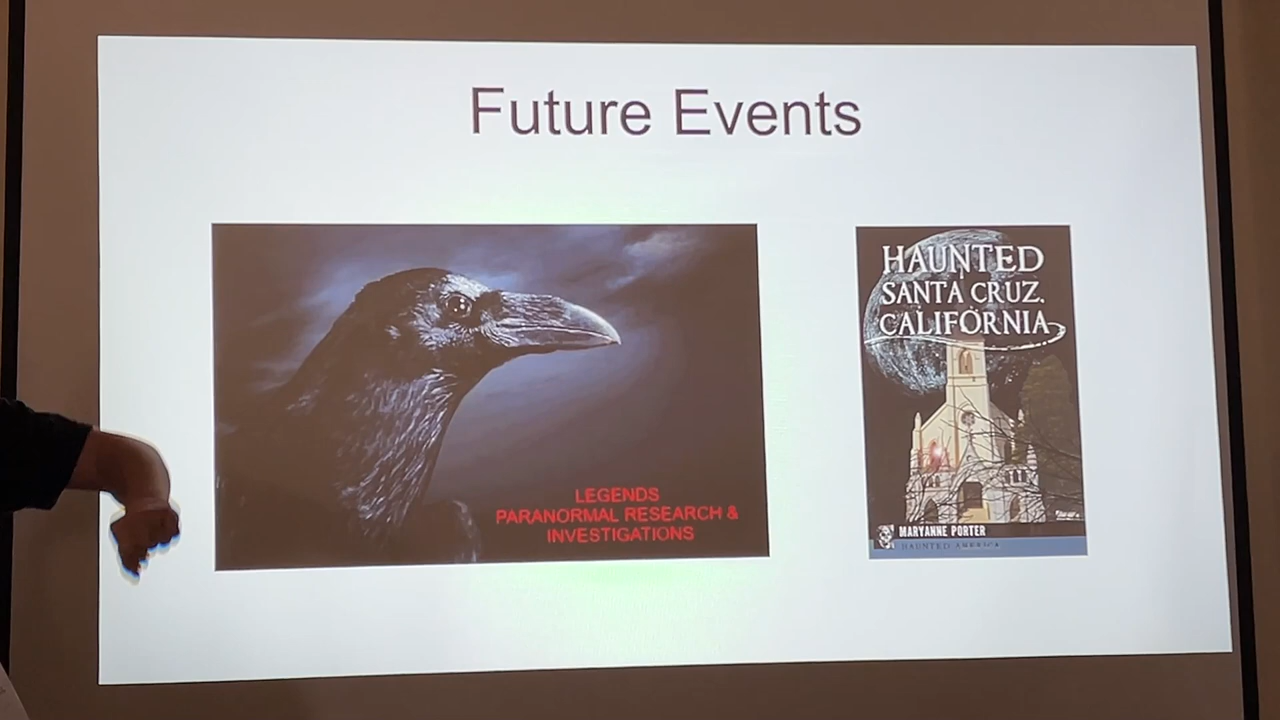 Future Events
LEGENDS
PARANORMAL RESEARCH &
INVESTIGATIONS
HAUNTED
SANTA CRUZ,
CALIFORNIA
MARYANNE PORTER
HAUNTED AMERICA